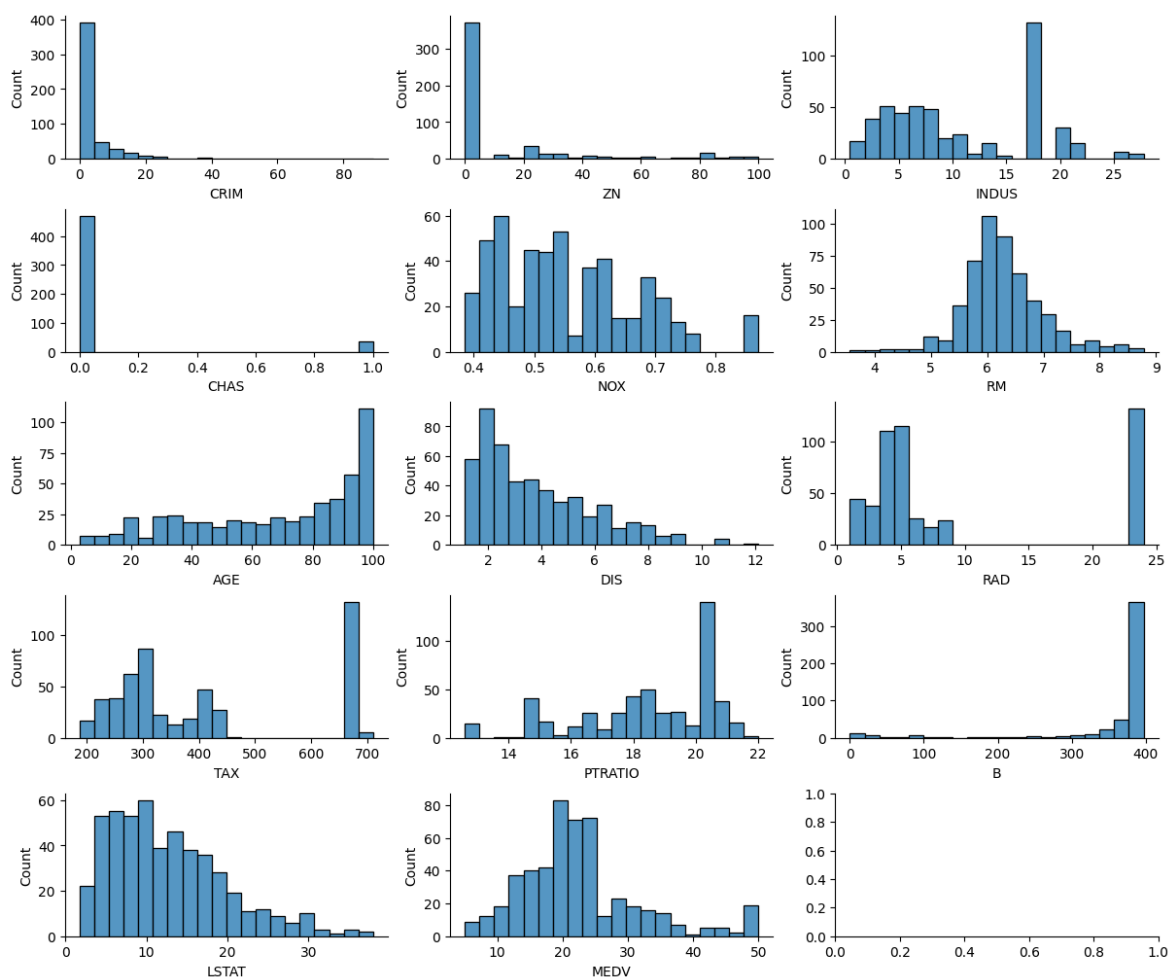 400
300
200
100
0
Count
0 20 40 60 80
CRIM
300
200
100
0
Count
0 20 40 60 80 100
ZN
100
50
0
Count
0 5 10 15 20 25
INDUS
400
300
200
100
0
Count
0.0 0.2 0.4 0.6 0.8 1.0
CHAS
60
40
20
0
Count
0.4 0.5 0.6 0.7 0.8
NOX
100
75
50
25
0
Count
4 5 6 7 8 9
RM
100
75
50
25
0
Count
0 20 40 60 80 100
AGE
80
60
40
20
0
Count
2 4 6 8 10 12
DIS
100
50
0
Count
0 5 10 15 20 25
RAD
100
50
0
Count
200 300 400 500 600 700
TAX
100
50
0
Count
14 16 18 20 22
PTRATIO
300
200
100
0
Count
0 100 200 300 400
B
60
40
20
0
Count
0 10 20 30
LSTAT
80
60
40
20
0
Count
10 20 30 40 50
MEDV
1.0
0.8
0.6
0.4
0.2
0.0
0.0 0.2 0.4 0.6 0.8 1.0